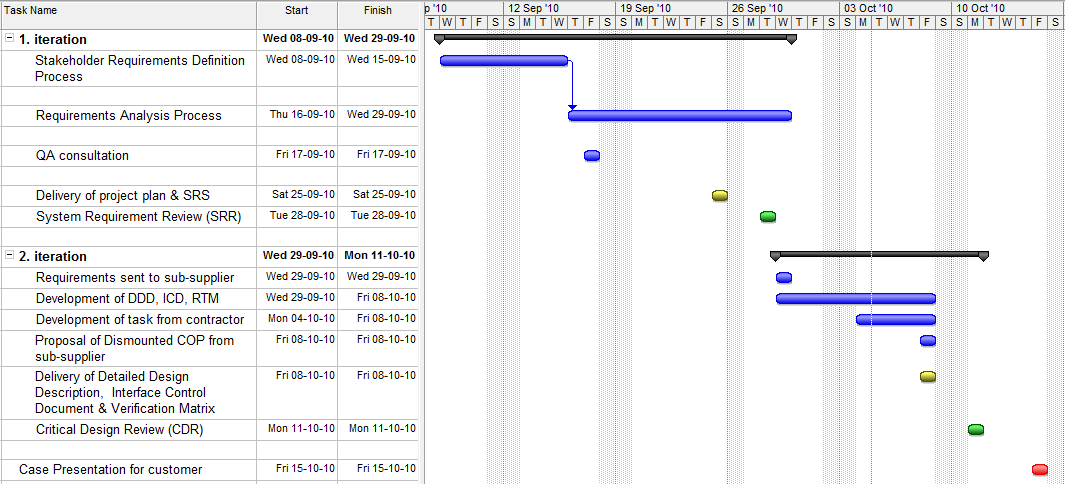 Task Name Start Finish p '10 12 Sep '10 19 Sep '10 26 Sep '10 03 Oct '10 10 Oct '10
T W T F S S M T W T F S S M T W T F S S M T W T F S S M T W T F S S M T W T F S
1. iteration Wed 08-09-10 Wed 29-09-10
Stakeholder Requirements Definition Wed 08-09-10 Wed 15-09-10
Process
Requirements Analysis Process Thu 16-09-10 Wed 29-09-10
QA consultation Fri 17-09-10 Fri 17-09-10
Delivery of project plan & SRS Sat 25-09-10 Sat 25-09-10
System Requirement Review (SRR) Tue 28-09-10 Tue 28-09-10
2. iteration Wed 29-09-10 Mon 11-10-10
Requirements sent to sub-supplier Wed 29-09-10 Wed 29-09-10
Development of DDD, ICD, RTM Wed 29-09-10 Fri 08-10-10
Development of task from contractor Mon 04-10-10 Fri 08-10-10
Proposal of Dismounted COP from Fri 08-10-10 Fri 08-10-10
sub-supplier
Delivery of Detailed Design Fri 08-10-10 Fri 08-10-10
Description, Interface Control
Document & Verification Matrix
Critical Design Review (CDR) Mon 11-10-10 Mon 11-10-10
Case Presentation for customer Fri 15-10-10 Fri 15-10-10